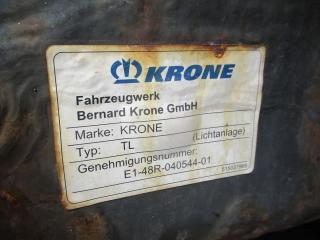 KRONE
Fahrzeugwerk
Bernard Krone GmbH
Marke: KRONE
(Lichtanlage)
Typ: TL
Genehmigungsnummer:
E1-48R-040544-01